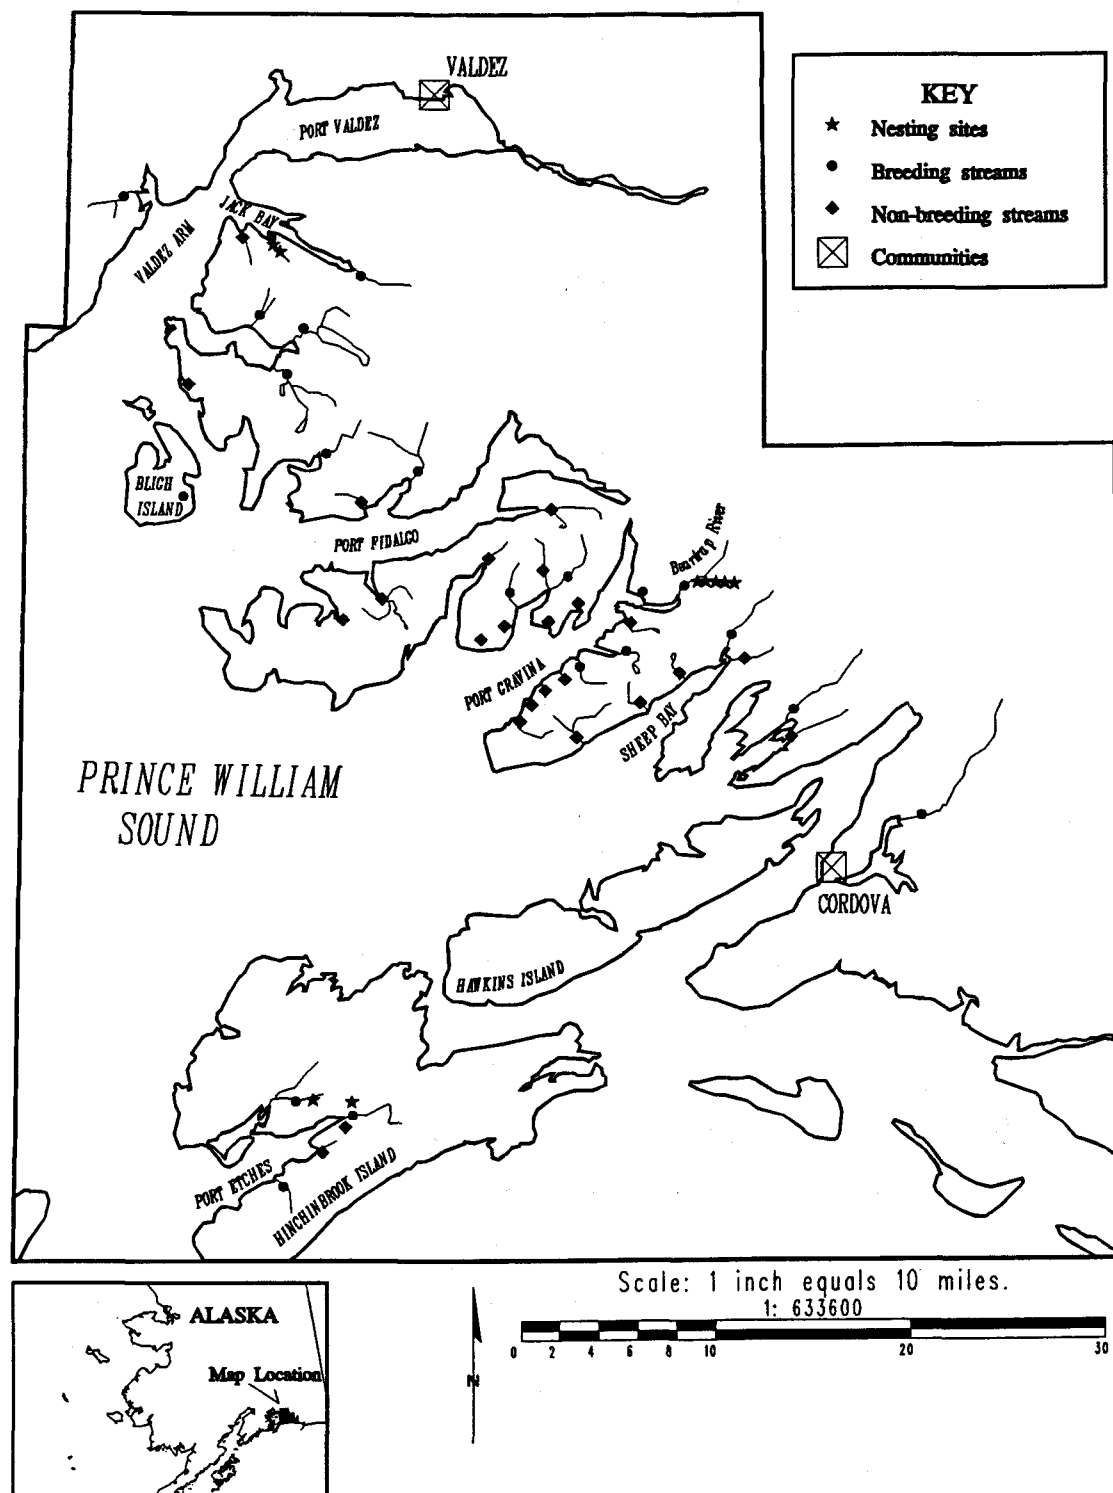 VALDEZ
PORT VALDEZ
JACK BAY
VALDEZ ARM
KEY
Nesting sites
Breeding streams
Non-breeding streams
Communities
BLIGH
ISLAND
PORT FIDALGO
Beartrap River
PORT GRAVINA
SHEEP BAY
PRINCE WILLIAM
SOUND
CORDOVA
HAWKINS ISLAND
PORT ETCHES
HINCHINBROOK ISLAND
Scale: 1 inch equals 10 miles.
1: 633600
0 2 4 6 8 10 20 30
N
ALASKA
Map Location